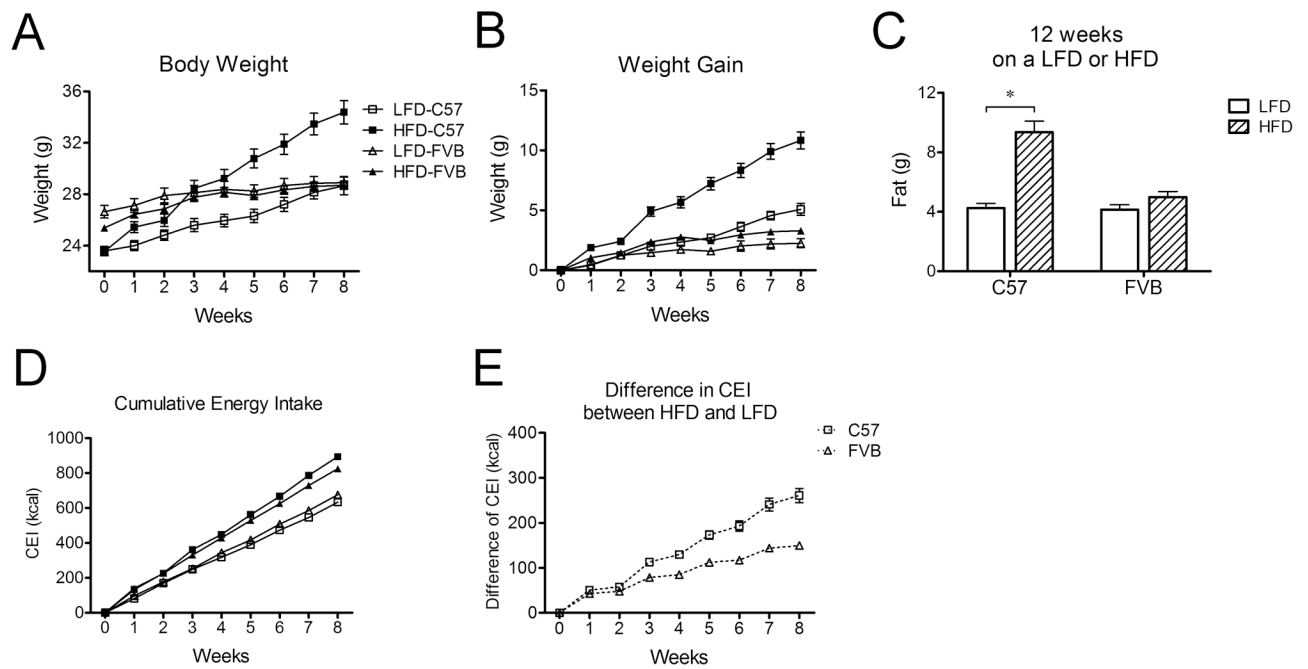 A
Body Weight
Weight (g)
36
32
28
24
0 1 2 3 4 5 6 7 8
Weeks
LFD-C57
HFD-C57
LFD-FVB
HFD-FVB
B
Weight Gain
Weight (g)
15
10
5
0
0 1 2 3 4 5 6 7 8
Weeks
C
12 weeks
on a LFD or HFD
Fat (g)
12
8
4
0
*
C57 FVB
LFD
HFD
D
Cumulative Energy Intake
CEI (kcal)
1000
800
600
400
200
0
0 1 2 3 4 5 6 7 8
Weeks
E
Difference in CEI
between HFD and LFD
Difference of CEI (kcal)
400
300
200
100
0
0 1 2 3 4 5 6 7 8
Weeks
C57
FVB